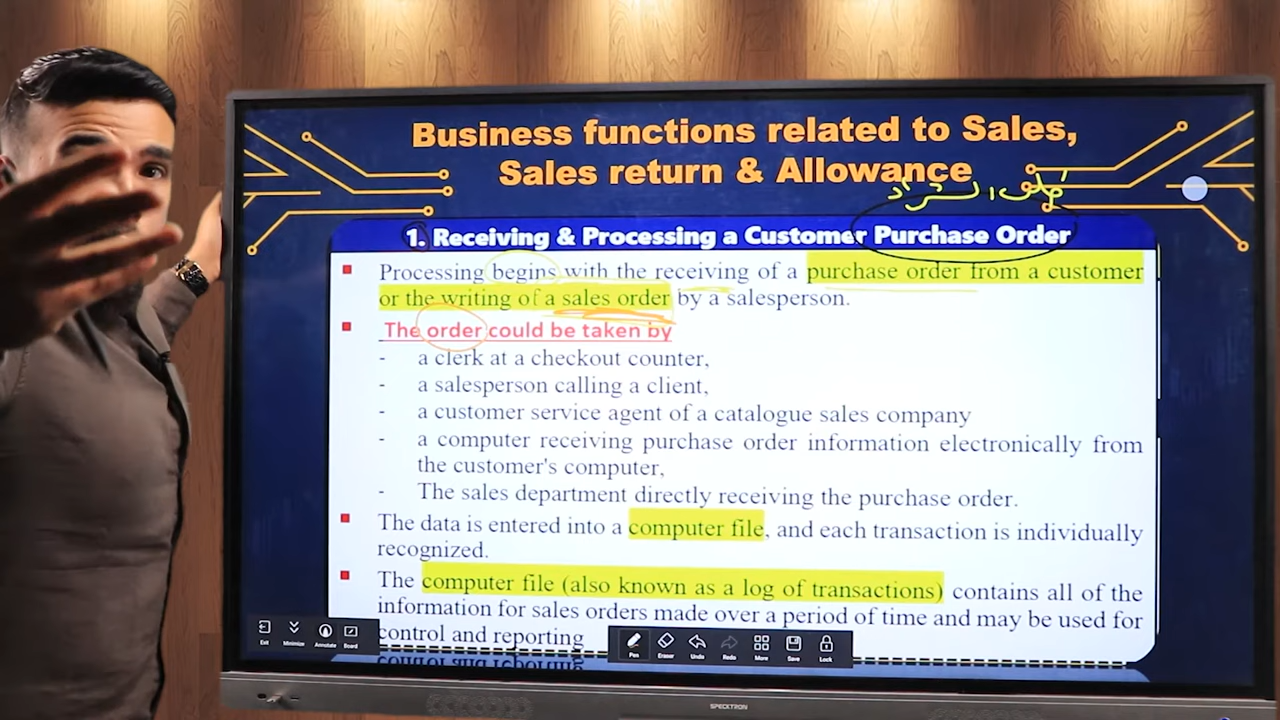 Business functions related to Sales,
Sales return & Allowance
1. Receiving & Processing a Customer Purchase Order
Processing begins with the receiving of a purchase order from a customer
or the writing of a sales order by a salesperson.
The order could be taken by
- a clerk at a checkout counter,
- a salesperson calling a client,
- a customer service agent of a catalogue sales company
- a computer receiving purchase order information electronically from
the customer's computer,
- The sales department directly receiving the purchase order.
The data is entered into a computer file, and each transaction is individually
recognized.
The computer file (also known as a log of transactions) contains all of the
information for sales orders made over a period of time and may be used for
control and reporting
Exit Minimize Annotate Board
Pen Eraser Undo Redo More Save Lock
SPECKTRON